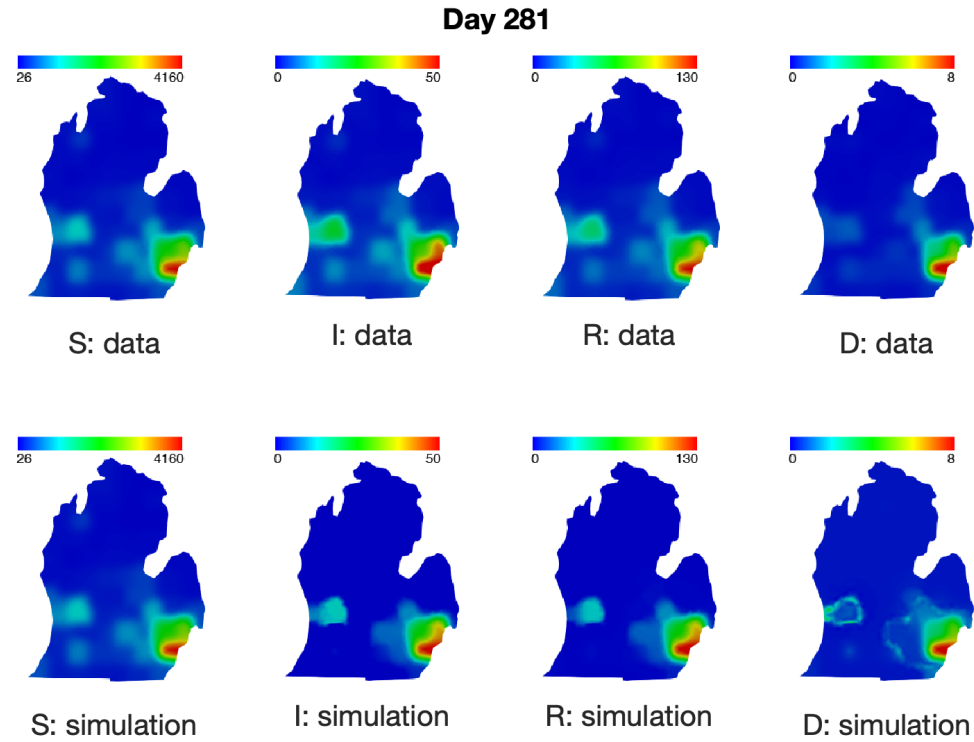 Day 281
26 4160
0 50
0 130
0 8
S: data
I: data
R: data
D: data
26 4160
0 50
0 130
0 8
S: simulation
I: simulation
R: simulation
D: simulation